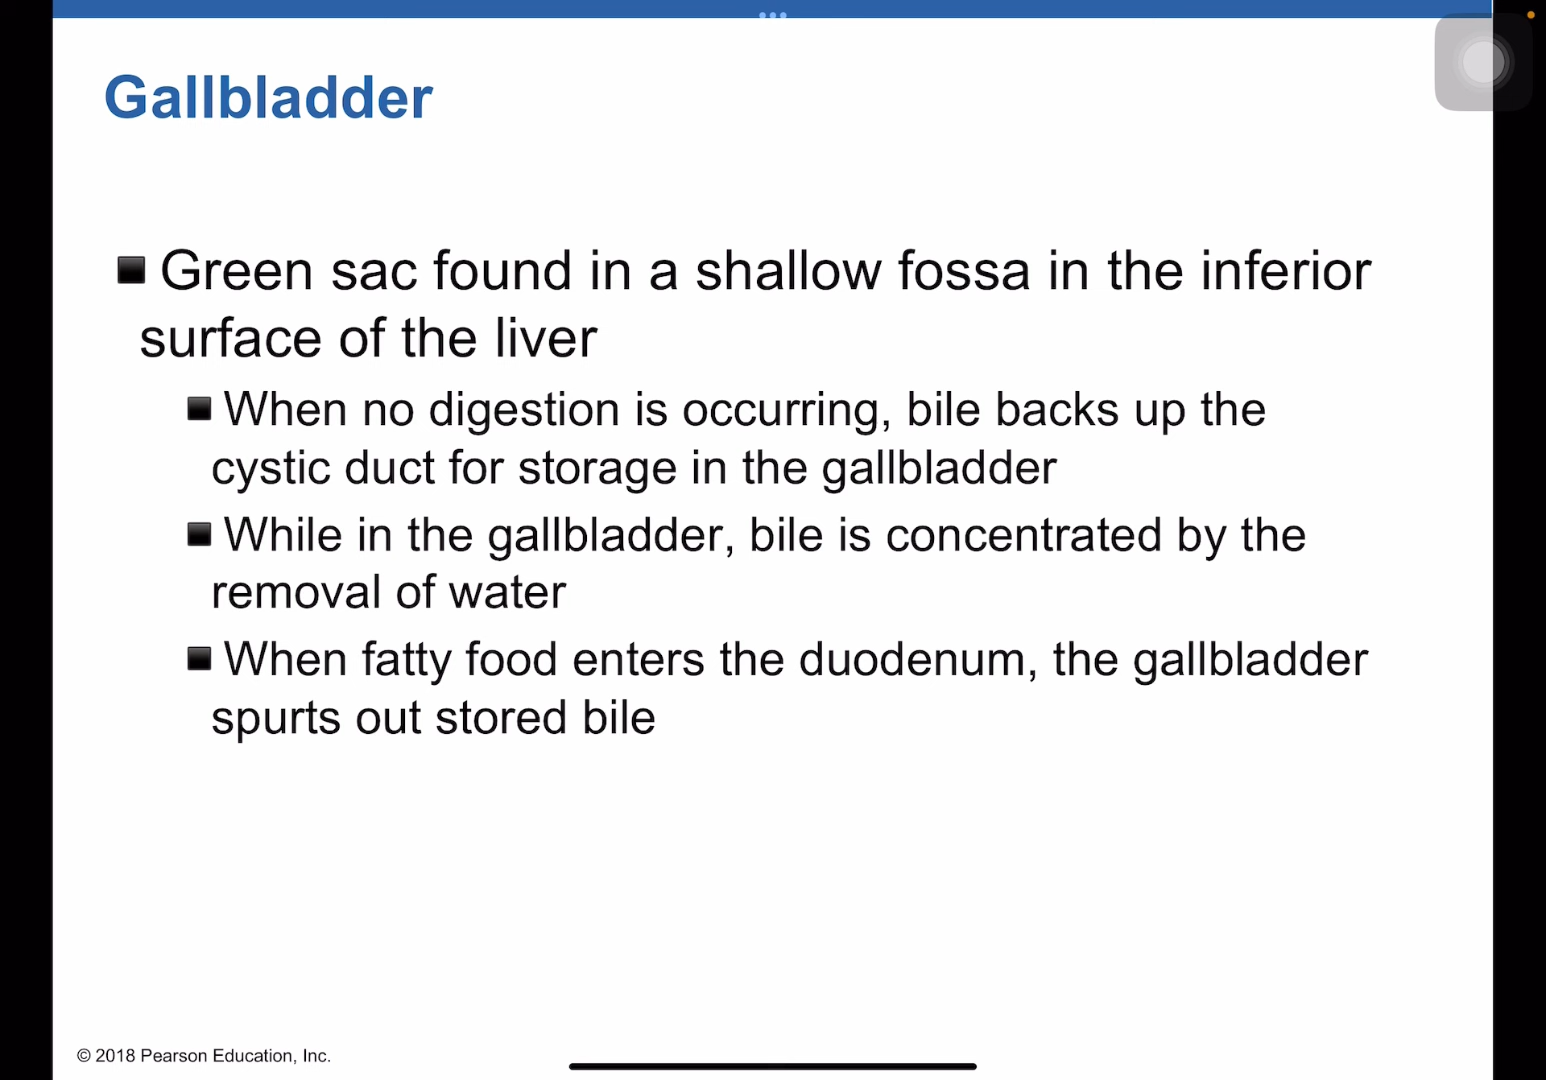 Gallbladder
Green sac found in a shallow fossa in the inferior
surface of the liver
When no digestion is occurring, bile backs up the
cystic duct for storage in the gallbladder
While in the gallbladder, bile is concentrated by the
removal of water
When fatty food enters the duodenum, the gallbladder
spurts out stored bile
© 2018 Pearson Education, Inc.